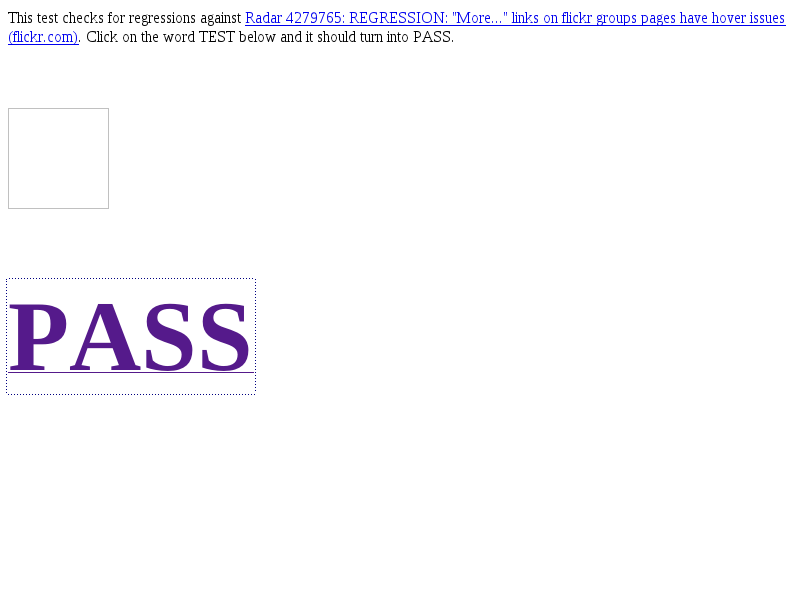 This test checks for regressions against Radar 4279765: REGRESSION: "More..." links on flickr groups pages have hover issues
(flickr.com). Click on the word TEST below and it should turn into PASS.
PASS